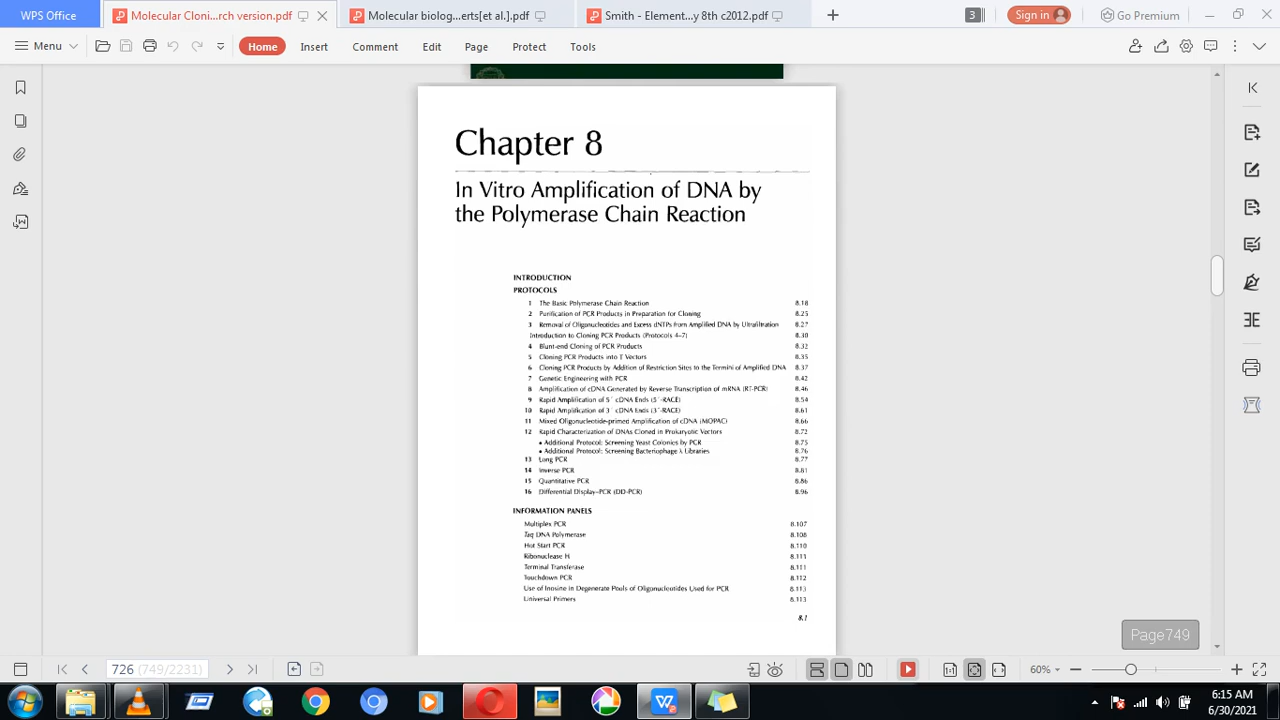 WPS Office
Molecular Cloni...rch version.pdf
Molecular biolog...erts[et al.].pdf
Smith - Element...y 8th c2012.pdf
3
Sign in
Go Premium
Menu
Home
Insert
Comment
Edit
Page
Protect
Tools
Chapter 8
In Vitro Amplification of DNA by
the Polymerase Chain Reaction
INTRODUCTION
PROTOCOLS
1 The Basic Polymerase Chain Reaction 8.18
2 Purification of PCR Products in Preparation for Cloning 8.25
3 Removal of Oligonucleotides and Excess dNTPs from Amplified DNA by Ultrafiltration 8.27
Introduction to Cloning PCR Products (Protocols 4–7) 8.30
4 Blunt-end Cloning of PCR Products 8.32
5 Cloning PCR Products into T Vectors 8.35
6 Cloning PCR Products by Addition of Restriction Sites to the Termini of Amplified DNA 8.37
7 Genetic Engineering with PCR 8.42
8 Amplification of cDNA Generated by Reverse Transcription of mRNA (RT-PCR) 8.46
9 Rapid Amplification of 5´ cDNA Ends (5´-RACE) 8.54
10 Rapid Amplification of 3´ cDNA Ends (3´-RACE) 8.61
11 Mixed Oligonucleotide-primed Amplification of cDNA (MOPAC) 8.66
12 Rapid Characterization of DNAs Cloned in Prokaryotic Vectors 8.72
• Additional Protocol: Screening Yeast Colonies by PCR 8.75
• Additional Protocol: Screening Bacteriophage λ Libraries 8.76
13 Long PCR 8.77
14 Inverse PCR 8.81
15 Quantitative PCR 8.86
16 Differential Display-PCR (DD-PCR) 8.96
INFORMATION PANELS
Multiplex PCR 8.107
Taq DNA Polymerase 8.108
Hot Start PCR 8.110
Ribonuclease H 8.111
Terminal Transferase 8.111
Touchdown PCR 8.112
Use of Inosine in Degenerate Pools of Oligonucleotides Used for PCR 8.113
Universal Primers 8.113
8.1
Page749
726 (749/2231)
60%
6:15 AM
6/30/2021